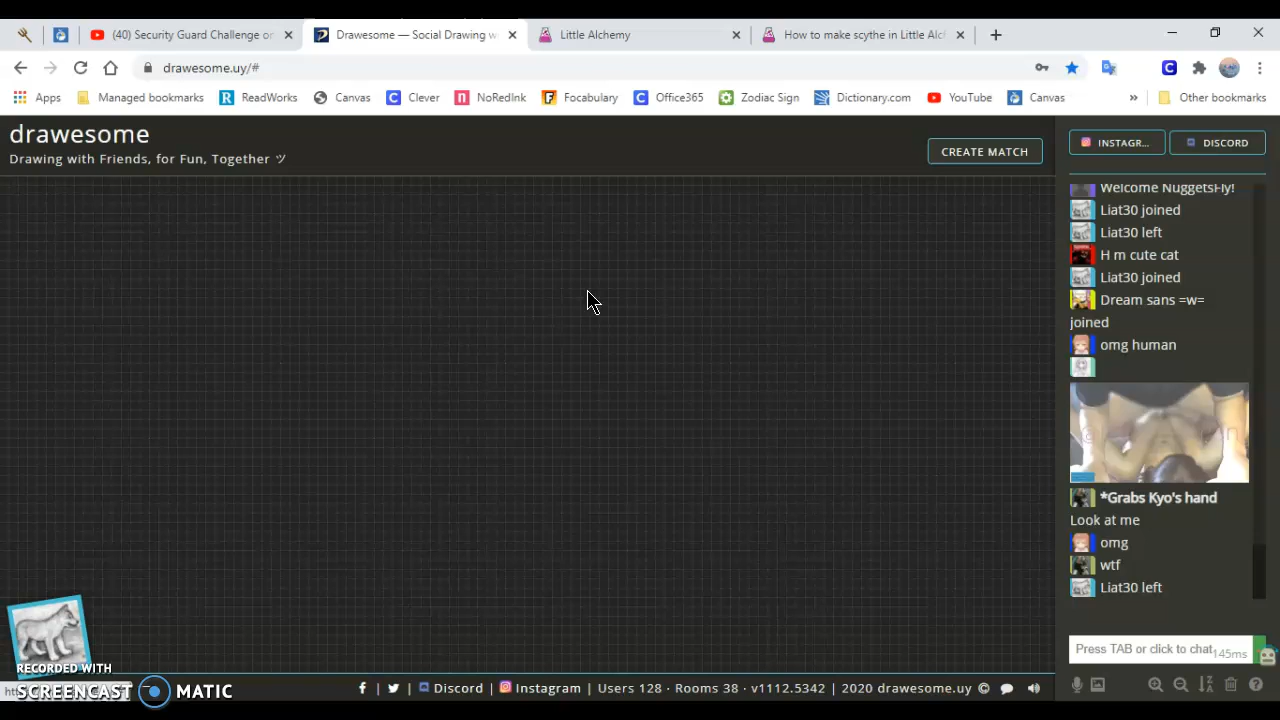 (40) Security Guard Challenge on
Drawesome — Social Drawing w
Little Alchemy
How to make scythe in Little Alc
drawesome.uy/#
Apps
Managed bookmarks
ReadWorks
Canvas
Clever
NoRedInk
Focabulary
Office365
Zodiac Sign
Dictionary.com
YouTube
Canvas
»
Other bookmarks
drawesome
Drawing with Friends, for Fun, Together ツ
CREATE MATCH
INSTAGR...
DISCORD
Welcome NuggetsFly!
Liat30 joined
Liat30 left
H m cute cat
Liat30 joined
Dream sans =w=
joined
omg human
*Grabs Kyo's hand
Look at me
omg
wtf
Liat30 left
Press TAB or click to chat
145ms
RECORDED WITH
SCREENCAST MATIC
| | Discord | Instagram | Users 128 · Rooms 38 · v1112.5342 | 2020 drawesome.uy ©